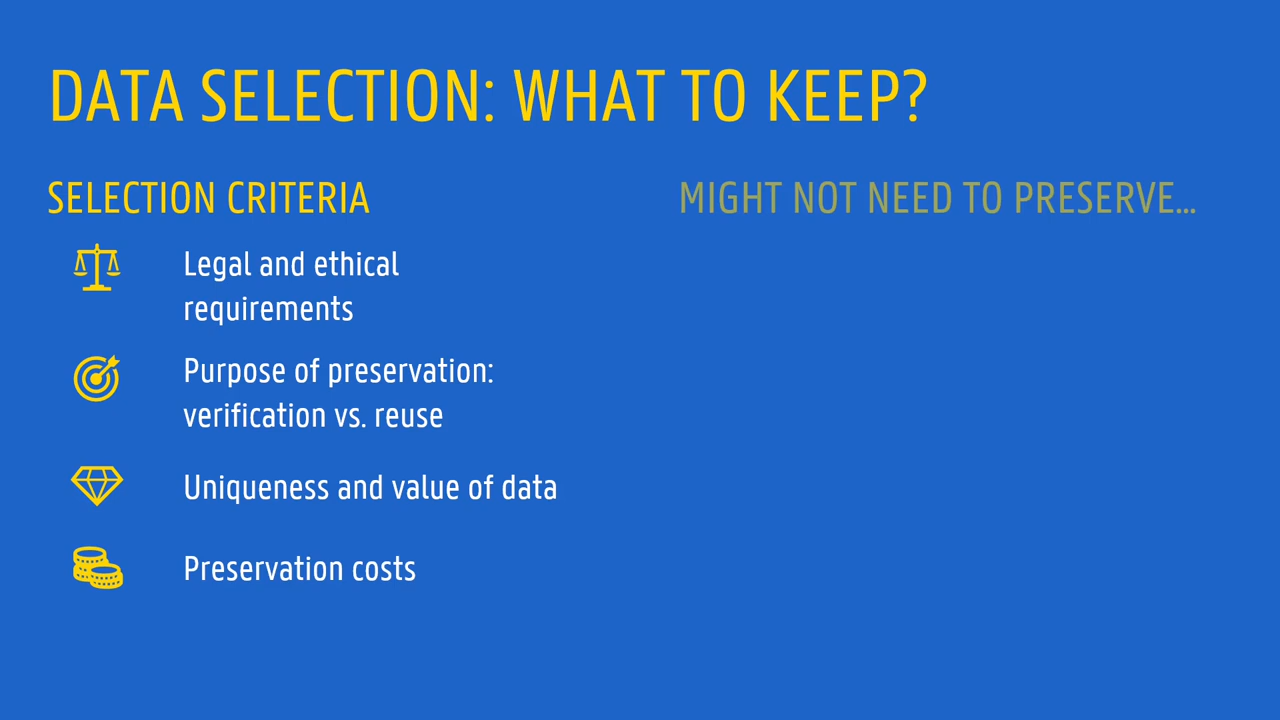 DATA SELECTION: WHAT TO KEEP?
SELECTION CRITERIA
Legal and ethical
requirements
Purpose of preservation:
verification vs. reuse
Uniqueness and value of data
Preservation costs
MIGHT NOT NEED TO PRESERVE...